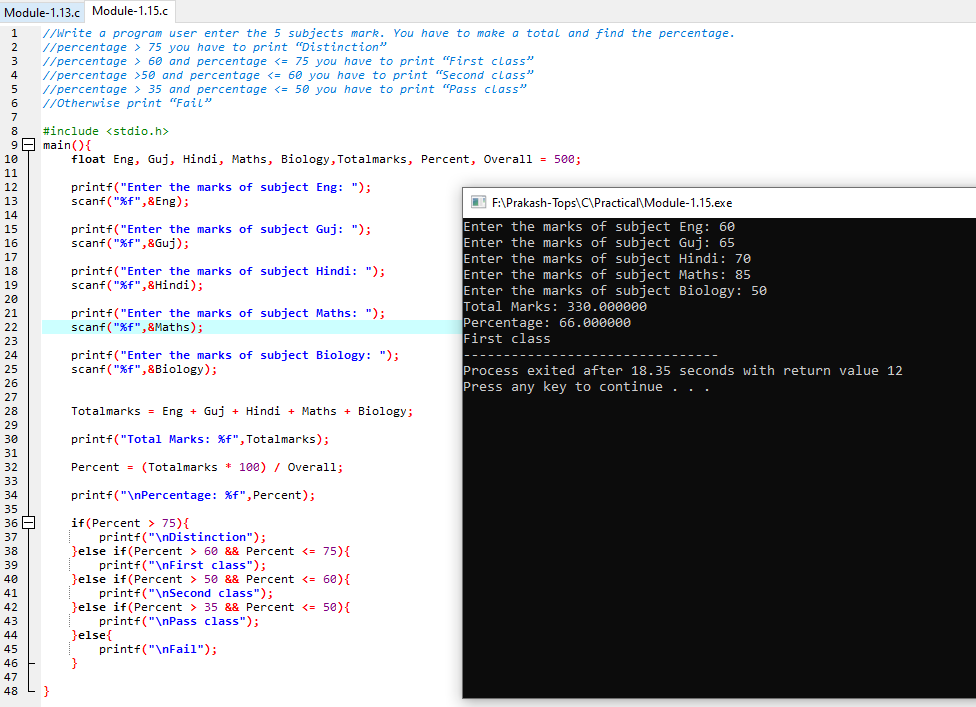 Module-1.13.c Module-1.15.c
1 //Write a program user enter the 5 subjects mark. You have to make a total and find the percentage.
2 //percentage > 75 you have to print “Distinction”
3 //percentage > 60 and percentage <= 75 you have to print “First class”
4 //percentage >50 and percentage <= 60 you have to print “Second class”
5 //percentage > 35 and percentage <= 50 you have to print “Pass class”
6 //Otherwise print “Fail”
7
8 #include <stdio.h>
9 main(){
10 float Eng, Guj, Hindi, Maths, Biology,Totalmarks, Percent, Overall = 500;
11
12 printf("Enter the marks of subject Eng: ");
13 scanf("%f",&Eng);
14
15 printf("Enter the marks of subject Guj: ");
16 scanf("%f",&Guj);
17
18 printf("Enter the marks of subject Hindi: ");
19 scanf("%f",&Hindi);
20
21 printf("Enter the marks of subject Maths: ");
22 scanf("%f",&Maths);
23
24 printf("Enter the marks of subject Biology: ");
25 scanf("%f",&Biology);
26
27
28 Totalmarks = Eng + Guj + Hindi + Maths + Biology;
29
30 printf("Total Marks: %f",Totalmarks);
31
32 Percent = (Totalmarks * 100) / Overall;
33
34 printf("\nPercentage: %f",Percent);
35
36 if(Percent > 75){
37 printf("\nDistinction");
38 }else if(Percent > 60 && Percent <= 75){
39 printf("\nFirst class");
40 }else if(Percent > 50 && Percent <= 60){
41 printf("\nSecond class");
42 }else if(Percent > 35 && Percent <= 50){
43 printf("\nPass class");
44 }else{
45 printf("\nFail");
46 }
47
48 }
F:\Prakash-Tops\C\Practical\Module-1.15.exe
Enter the marks of subject Eng: 60
Enter the marks of subject Guj: 65
Enter the marks of subject Hindi: 70
Enter the marks of subject Maths: 85
Enter the marks of subject Biology: 50
Total Marks: 330.000000
Percentage: 66.000000
First class
--------------------------------
Process exited after 18.35 seconds with return value 12
Press any key to continue . . .